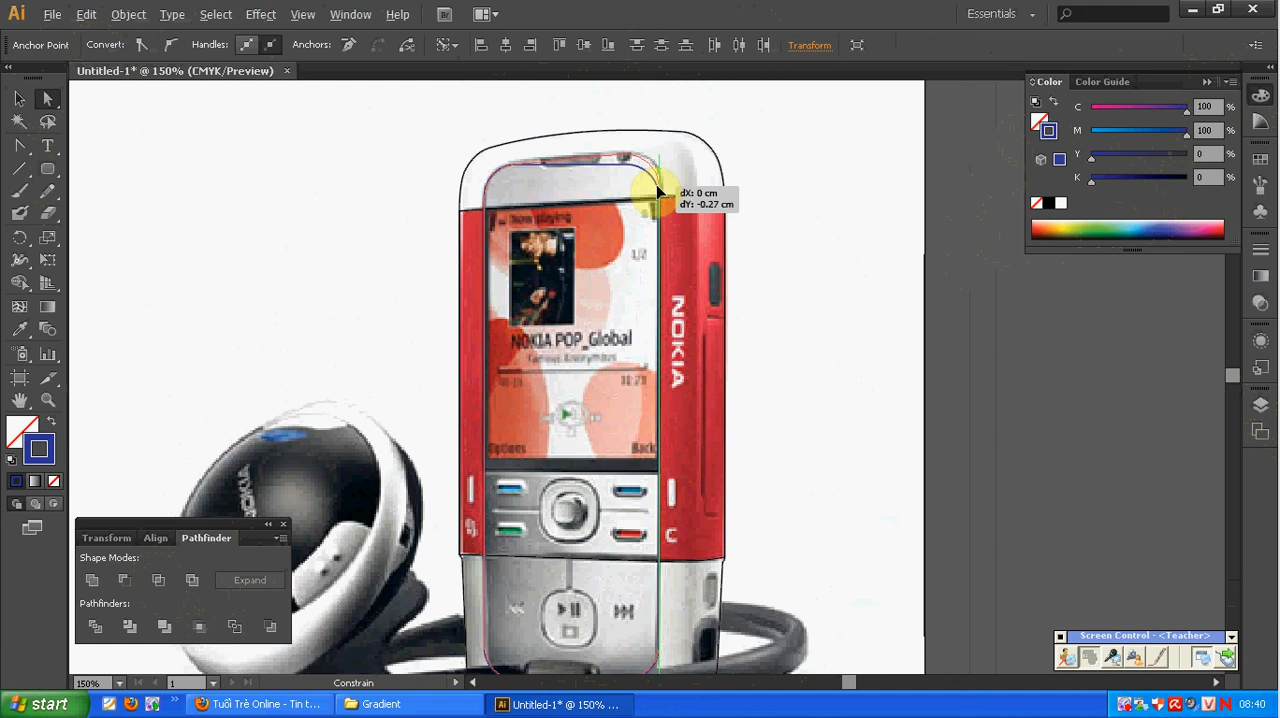 Ai File Edit Object Type Select Effect View Window Help Br Essentials
Anchor Point Convert: Handles: Anchors: Transform
Untitled-1* @ 150% (CMYK/Preview) ×
Color Color Guide
C 100 %
M 100 %
Y 0 %
K 0 %
dX: 0 cm
dY: -0.27 cm
Now playing
1/2
NOKIA POP_Global
Famous Anonymous
Options Back
NOKIA
NOKIA
C
Transform Align Pathfinder
Shape Modes:
Expand
Pathfinders:
Screen Control - <Teacher>
150% 1 Constrain
start Tuổi Trẻ Online - Tin t... Gradient Untitled-1* @ 150% ... 08:40